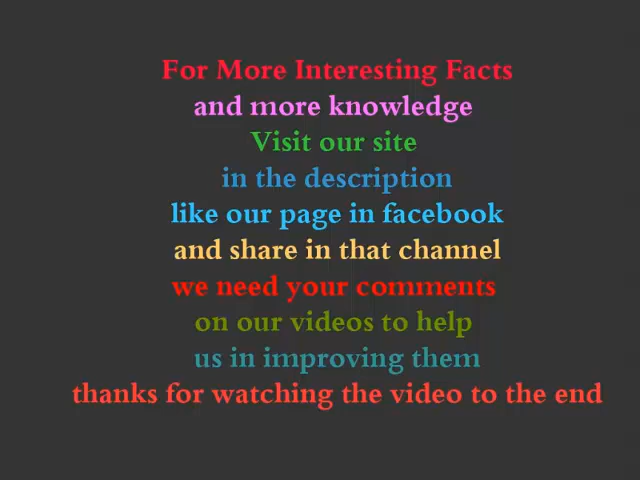 For More Interesting Facts
and more knowledge
Visit our site
in the description
like our page in facebook
and share in that channel
we need your comments
on our videos to help
us in improving them
thanks for watching the video to the end